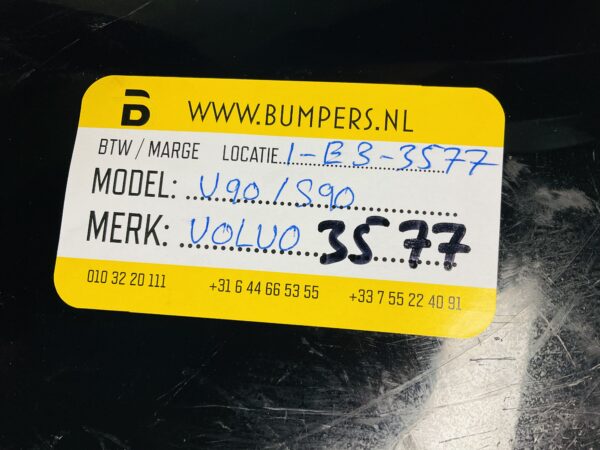 WWW.BUMPERS.NL
BTW / MARGE LOCATIE 1-E3-3577
MODEL: V90/S90
MERK: VOLVO 3577
010 32 20 111 +31 6 44 66 53 55 +33 7 55 22 40 91